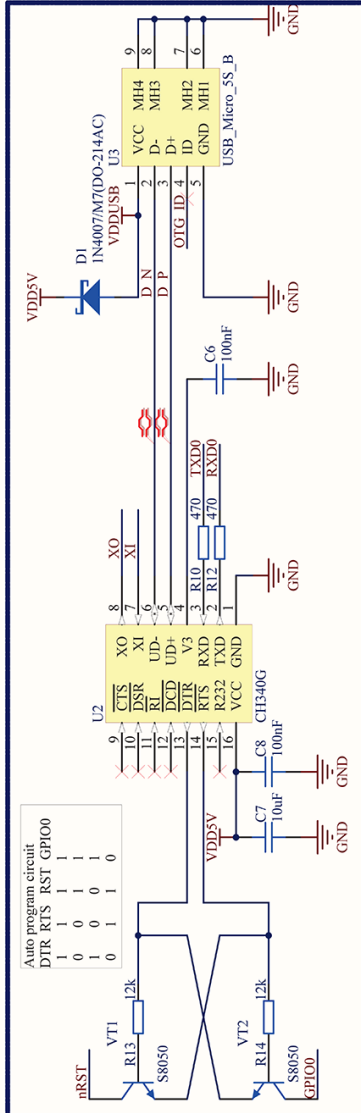 Auto program circuit
DTR RTS RST GPIO0
1 1 1 1
0 0 1 1
1 0 0 1
0 1 1 0
nRST
VT1
R13
12k
S8050
VT2
R14
12k
S8050
GPIO0
U2
9 CTS XO 8 XO
10 DSR XI 7 XI
11 RI UD- 6
12 DCD UD+ 5
13 DTR V3 4
14 RTS RXD 3 R10 470 TXD0
15 R232 TXD 2 R12 470 RXD0
16 VCC GND 1
CH340G
VDD5V
C7
10uF
C8
100nF
GND
GND
GND
C6
100nF
GND
VDD5V
D1
1N4007/M7(DO-214AC)
VDDUSB
U3
1 VCC MH4 9
D_N 2 D- MH3 8
D_P 3 D+
OTG_ID 4 ID MH2 7
5 GND MH1 6
USB_Micro_5S_B
GND
GND